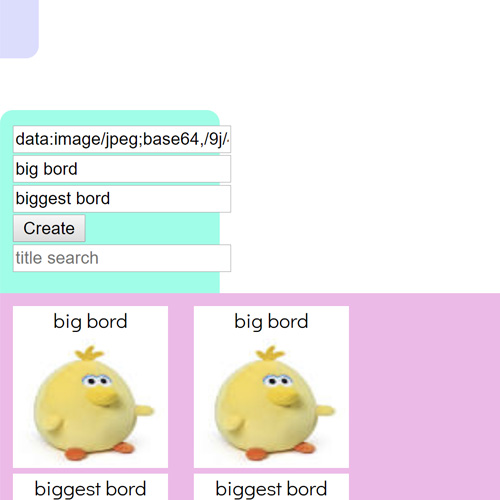 data:image/jpeg;base64,/9j/
big bord
biggest bord
Create
title search
big bord big bord
biggest bord biggest bord